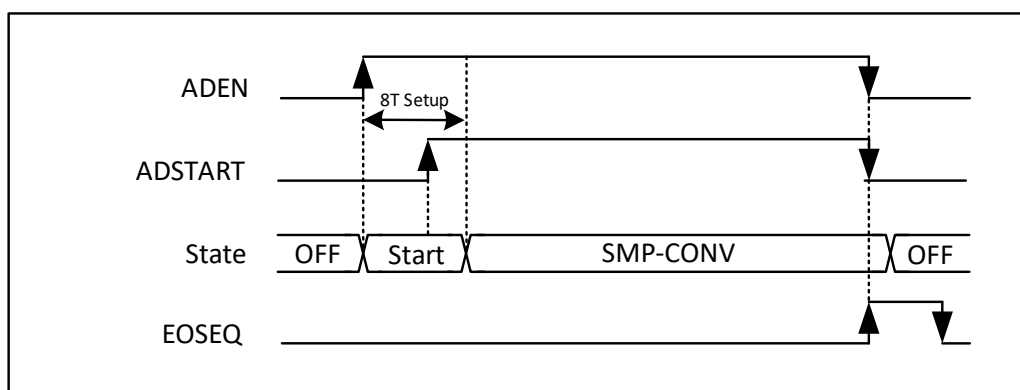 ADEN
8T Setup
ADSTART
State OFF Start SMP-CONV OFF
EOSEQ